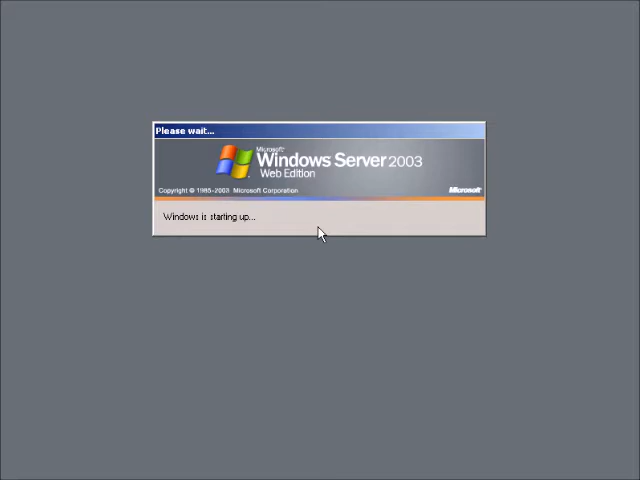 Please wait...
Microsoft®
Windows Server 2003
Web Edition
Copyright © 1985-2003 Microsoft Corporation
Microsoft
Windows is starting up...